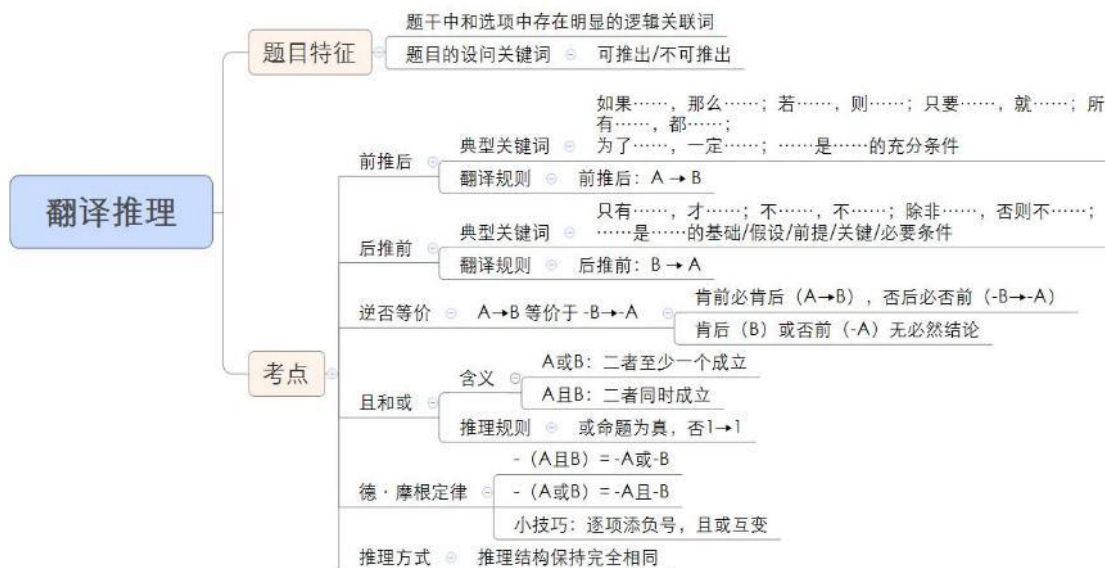 翻译推理
题目特征
题干中和选项中存在明显的逻辑关联词
题目的设问关键词
可推出/不可推出
考点
前推后
典型关键词
如果……，那么……；若……，则……；只要……，就……；所
有……，都……；
为了……，一定……；……是……的充分条件
翻译规则
前推后：A→B
后推前
典型关键词
只有……，才……；不……，不……；除非……，否则不……；
……是……的基础/假设/前提/关键/必要条件
翻译规则
后推前：B→A
逆否等价
A→B 等价于 -B→-A
肯前必肯后（A→B），否后必否前（-B→-A）
肯后（B）或否前（-A）无必然结论
且和或
含义
A或B：二者至少一个成立
A且B：二者同时成立
推理规则
或命题为真，否1→1
德·摩根定律
-（A且B）=-A或-B
-（A或B）=-A且-B
小技巧：逐项添负号，且或互变
推理方式
推理结构保持完全相同